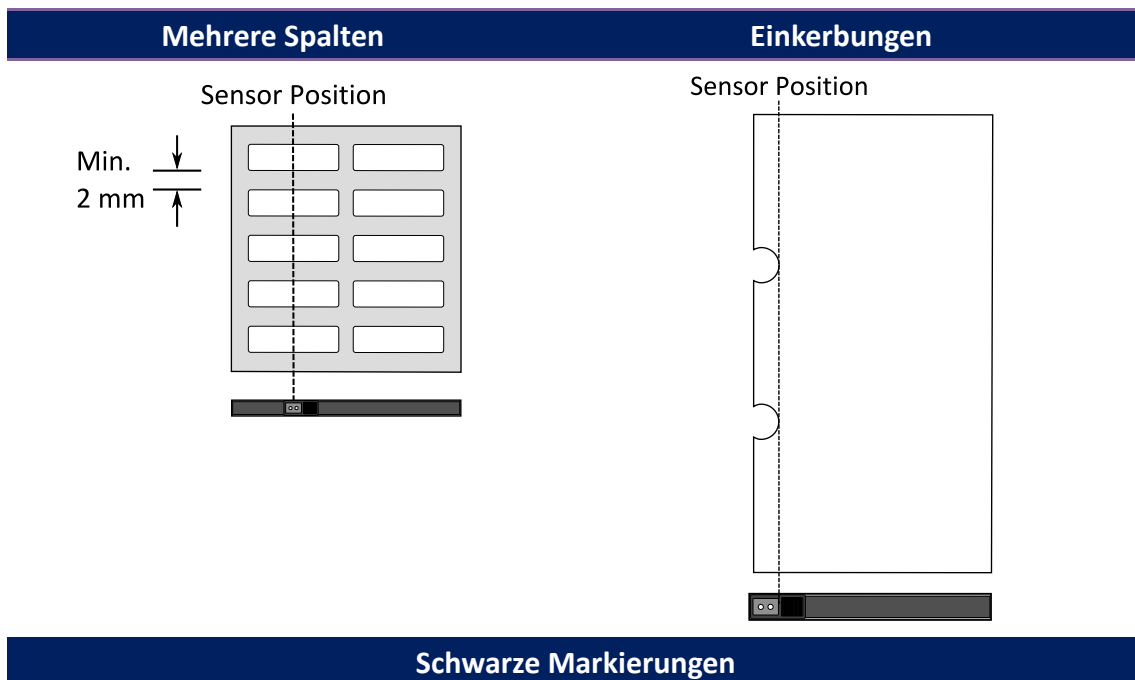 Mehrere Spalten
Einkerbungen
Sensor Position
Sensor Position
Min.
2 mm
Schwarze Markierungen